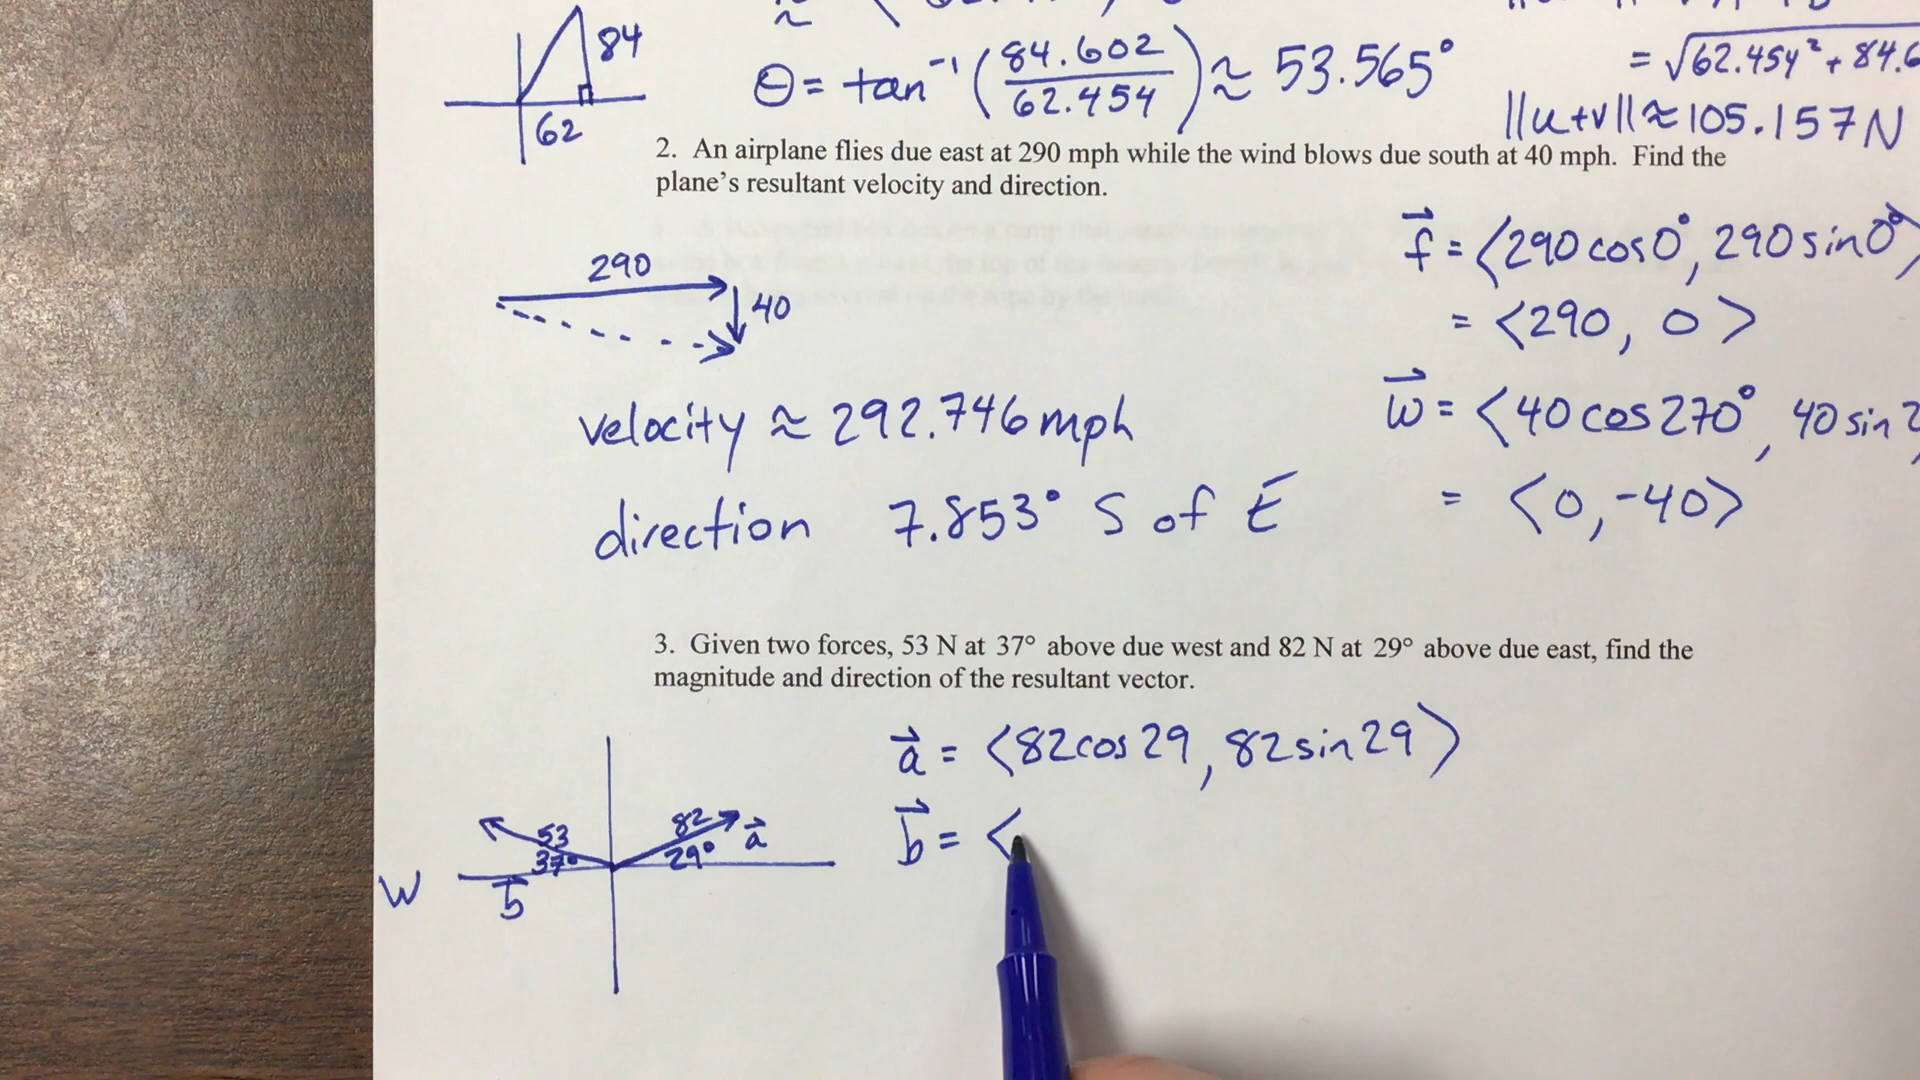 84
62
θ = tan⁻¹ (84.602 / 62.454) ≈ 53.565°
= √62.454² + 84.6
||u+v|| ≈ 105.157 N
2. An airplane flies due east at 290 mph while the wind blows due south at 40 mph. Find the
plane's resultant velocity and direction.
290
40
f⃗ = ⟨290 cos 0°, 290 sin 0°⟩
= ⟨290, 0⟩
velocity ≈ 292.746 mph
w⃗ = ⟨40 cos 270°, 40 sin 2
direction 7.853° S of E
= ⟨0, -40⟩
3. Given two forces, 53 N at 37° above due west and 82 N at 29° above due east, find the
magnitude and direction of the resultant vector.
a⃗ = ⟨82 cos 29, 82 sin 29⟩
b⃗ = ⟨
53
37°
82
29°
a⃗
W
b⃗